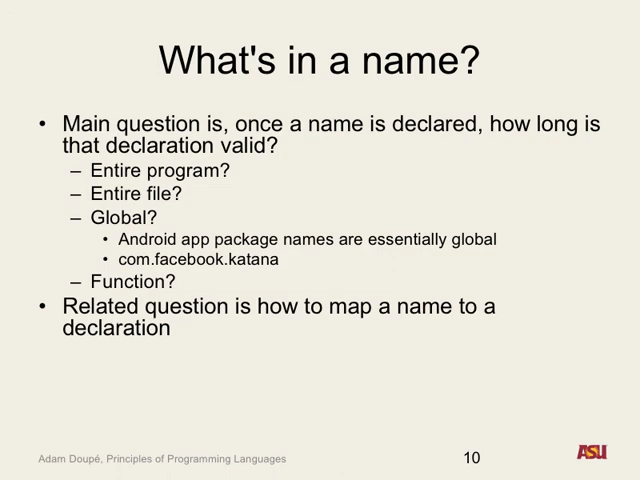 What's in a name?
• Main question is, once a name is declared, how long is
that declaration valid?
– Entire program?
– Entire file?
– Global?
• Android app package names are essentially global
• com.facebook.katana
– Function?
• Related question is how to map a name to a
declaration
Adam Doupé, Principles of Programming Languages
10
ASU